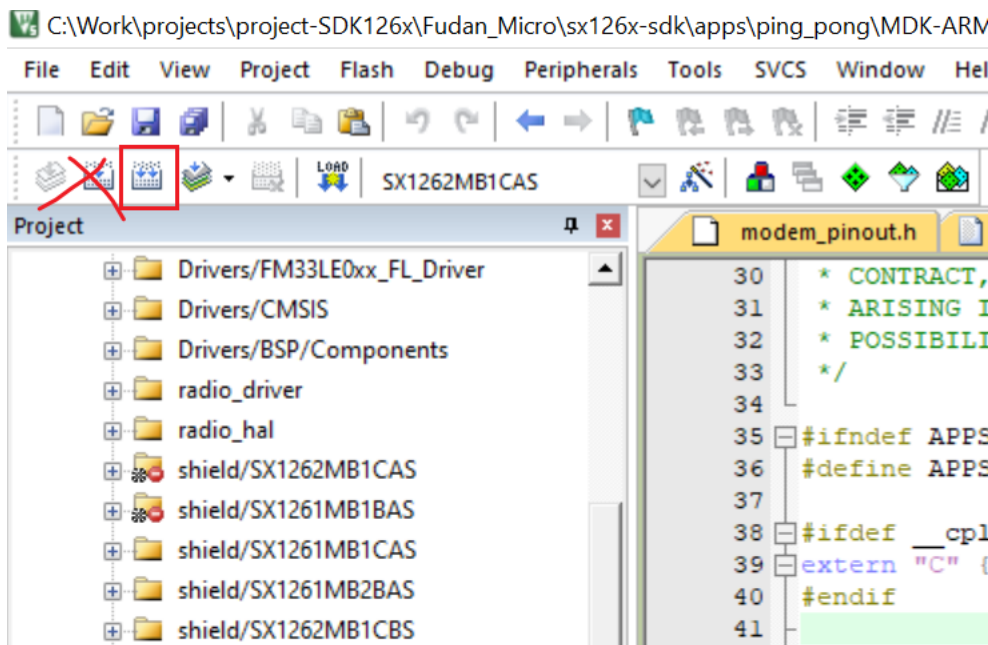 C:\Work\projects\project-SDK126x\Fudan_Micro\sx126x-sdk\apps\ping_pong\MDK-ARM
File Edit View Project Flash Debug Peripherals Tools SVCS Window Hel
LOAD
SX1262MB1CAS
Project
modem_pinout.h
Drivers/FM33LE0xx_FL_Driver
Drivers/CMSIS
Drivers/BSP/Components
radio_driver
radio_hal
shield/SX1262MB1CAS
shield/SX1261MB1BAS
shield/SX1261MB1CAS
shield/SX1261MB2BAS
shield/SX1262MB1CBS
30 * CONTRACT,
31 * ARISING I
32 * POSSIBILI
33 */
34
35 #ifndef APPS
36 #define APPS
37
38 #ifdef __cpl
39 extern "C" {
40 #endif
41